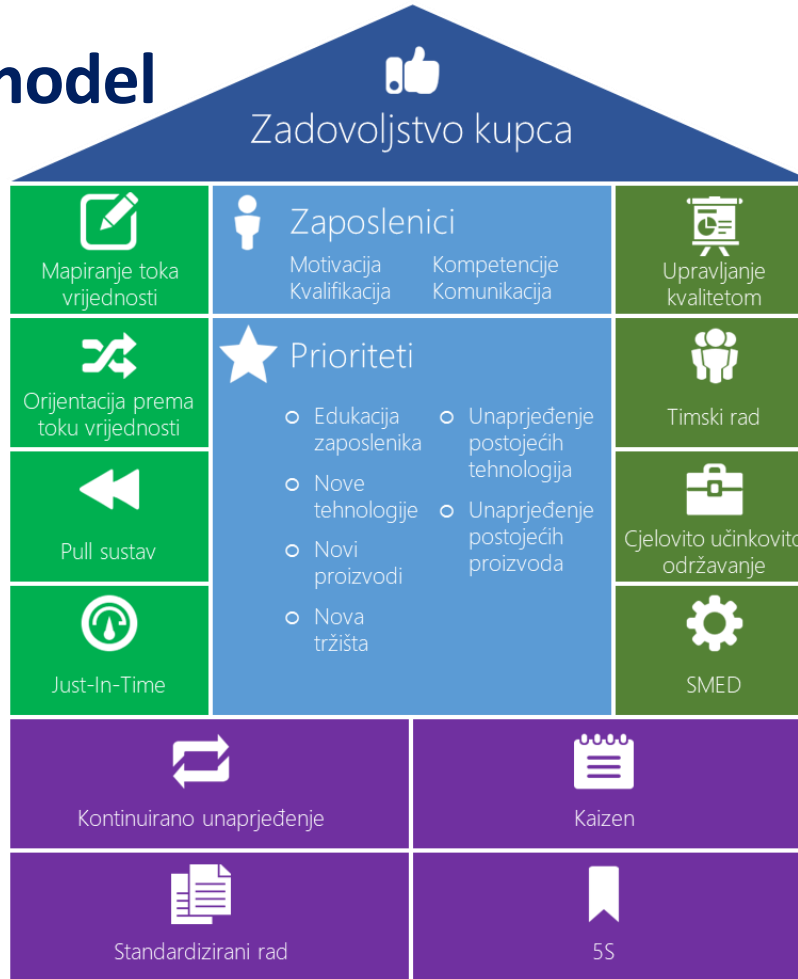 model
Zadovoljstvo kupca
Mapiranje toka
vrijednosti
Zaposlenici
Motivacija
Kvalifikacija
Kompetencije
Komunikacija
Upravljanje
kvalitetom
Orijentacija prema
toku vrijednosti
Prioriteti
o Edukacija
zaposlenika
o Nove
tehnologije
o Novi
proizvodi
o Nova
tržišta
o Unaprjeđenje
postojećih
tehnologija
o Unaprjeđenje
postojećih
proizvoda
Timski rad
Pull sustav
Cjelovito učinkovito
održavanje
Just-In-Time
SMED
Kontinuirano unaprjeđenje
Kaizen
Standardizirani rad
5S